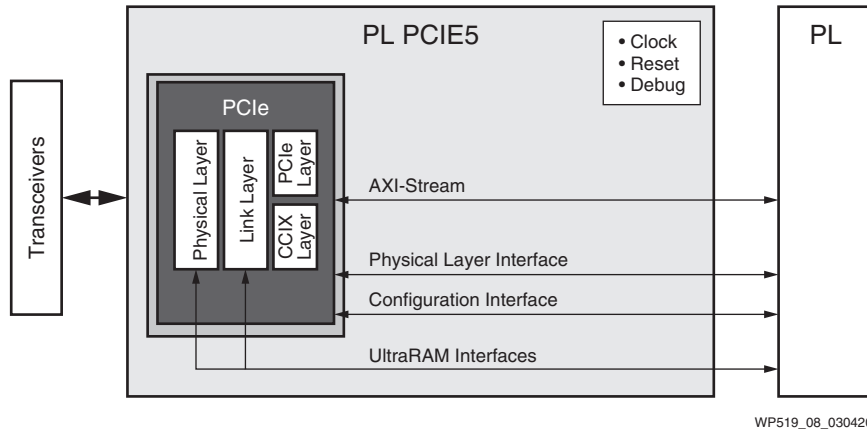 PL PCIE5
PL
• Clock
• Reset
• Debug
PCIe
Transceivers
Physical Layer
Link Layer
PCIe
Layer
CCIX
Layer
AXI-Stream
Physical Layer Interface
Configuration Interface
UltraRAM Interfaces